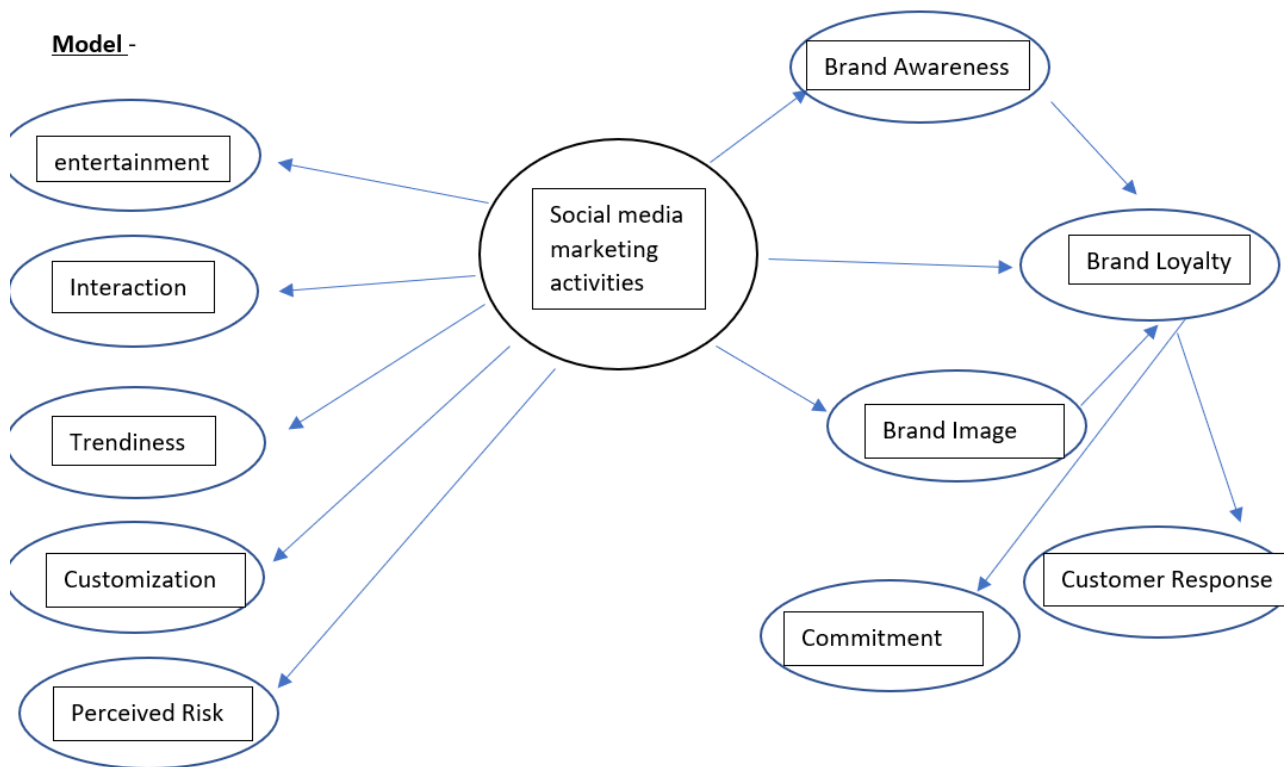 Model -
Brand Awareness
entertainment
Social media
marketing
activities
Brand Loyalty
Interaction
Trendiness
Brand Image
Customization
Customer Response
Commitment
Perceived Risk